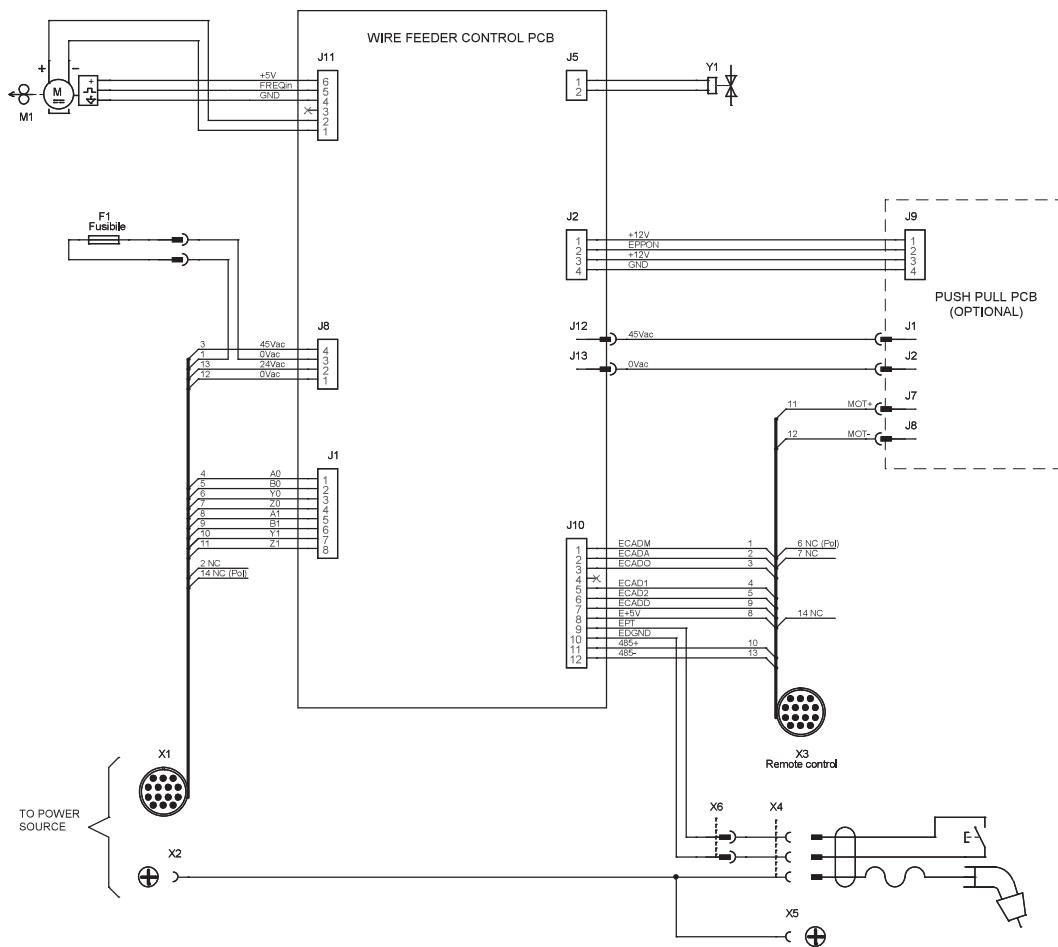 WIRE FEEDER CONTROL PCB
J11
+5V
FREQin
GND
6
5
4
3
2
1
+
−
M
+
M1
J5
1
2
Y1
F1
Fusibile
J2
1
2
3
4
+12V
EPPON
+12V
GND
J9
1
2
3
4
PUSH PULL PCB
(OPTIONAL)
J12
45Vac
J1
J13
0Vac
J2
J8
3 45Vac 4
1 0Vac 3
13 24Vac 2
12 0Vac 1
11 MOT+
J7
12 MOT-
J8
J1
4 A0 1
5 B0 2
6 Y0 3
7 Z0 4
8 A1 5
9 B1 6
10 Y1 7
11 Z1 8
2 NC
14 NC (Pol)
J10
1 ECADM 1
2 ECADA 2
3 ECADO 3
4
5 ECAD1 4
6 ECAD2 5
7 ECADD 9
8 E+5V 8
9 EPT
10 EDGND
11 485+ 10
12 485- 13
6 NC (Pol)
7 NC
14 NC
X3
Remote control
X1
TO POWER
SOURCE
X2
X6
X4
X5